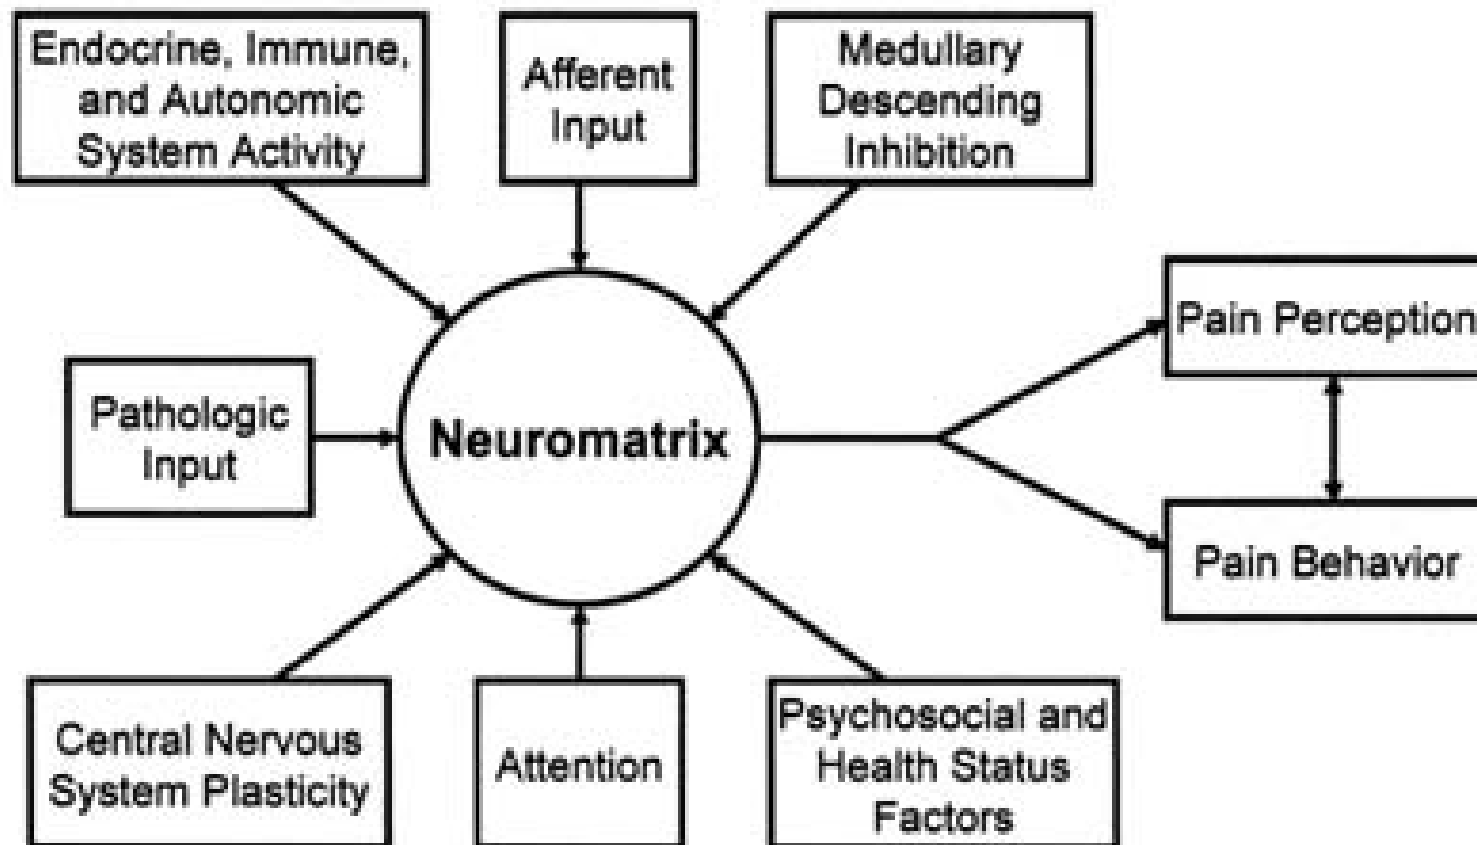 Endocrine, Immune,
and Autonomic
System Activity
Afferent
Input
Medullary
Descending
Inhibition
Pathologic
Input
Neuromatrix
Pain Perception
Pain Behavior
Central Nervous
System Plasticity
Attention
Psychosocial and
Health Status
Factors